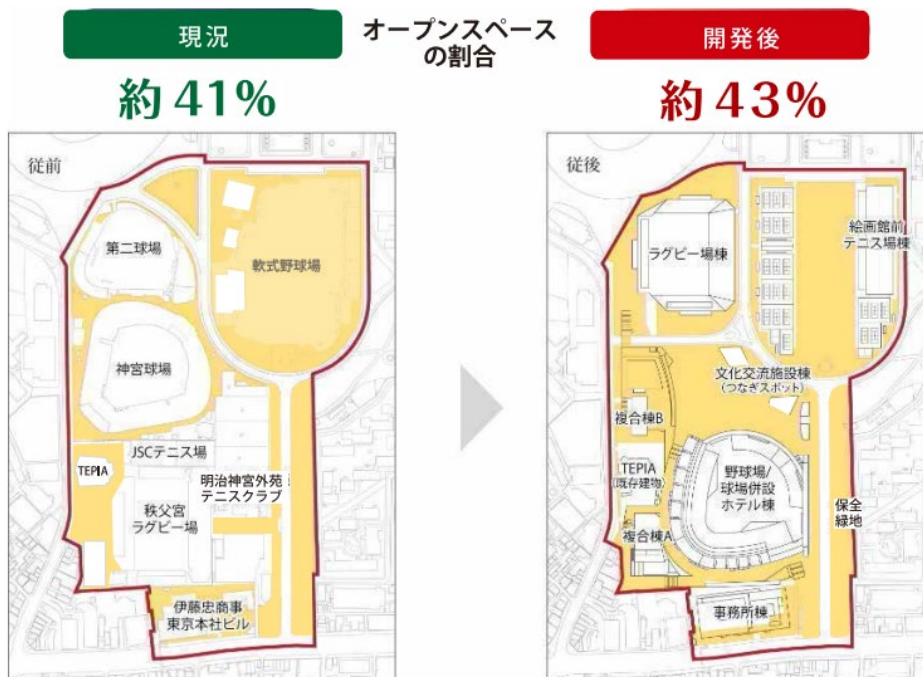 現況
オープンスペース
の割合
開発後
約41%
約43%
従前
第二球場
軟式野球場
神宮球場
JSCテニス場
TEPIA
明治神宮外苑
テニスクラブ
秩父宮
ラグビー場
伊藤忠商事
東京本社ビル
従後
ラグビー場棟
絵画館前
テニス場棟
文化交流施設棟
(つなぎスポット)
複合棟B
TEPIA
(既存建物)
野球場/
球場併設
ホテル棟
保全
緑地
複合棟A
事務所棟